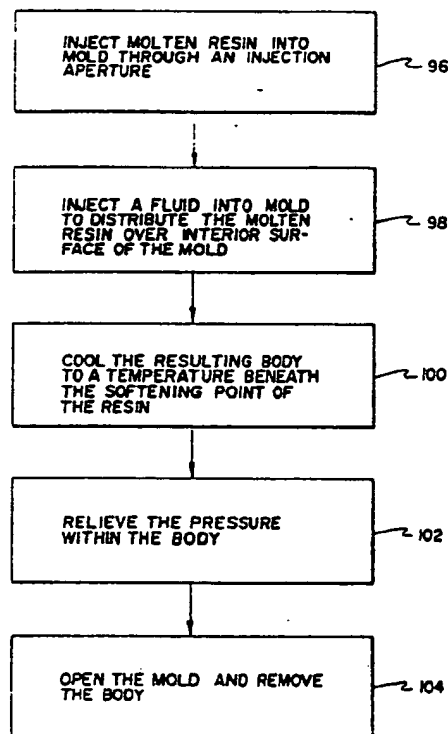 INJECT MOLTEN RESIN INTO
MOLD THROUGH AN INJECTION
APERTURE
96
INJECT A FLUID INTO MOLD
TO DISTRIBUTE THE MOLTEN
RESIN OVER INTERIOR SUR-
FACE OF THE MOLD
98
COOL THE RESULTING BODY
TO A TEMPERATURE BENEATH
THE SOFTENING POINT OF
THE RESIN
100
RELIEVE THE PRESSURE
WITHIN THE BODY
102
OPEN THE MOLD AND REMOVE
THE BODY
104